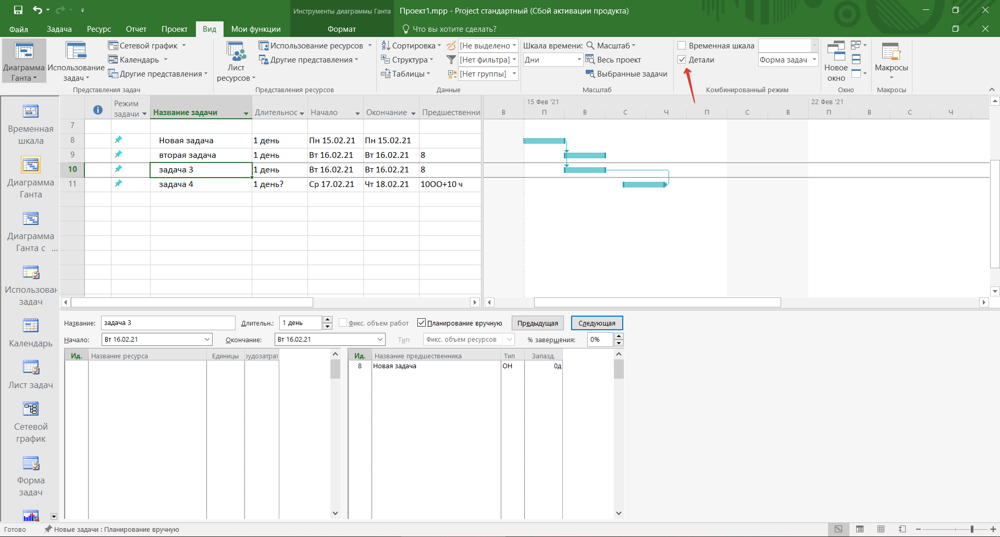 Инструменты диаграммы Ганта
Проект1.mpp - Project стандартный (Сбой активации продукта)
Файл Задача Ресурс Отчет Проект Вид Мои функции Формат Что вы хотите сделать?
Диаграмма Ганта
Использование задач
Сетевой график
Календарь
Другие представления
Представления задач
Лист ресурсов
Использование ресурсов
Другие представления
Представления ресурсов
Сортировка
Структура
Таблицы
[Не выделено]
[Нет фильтра]
[Нет группы]
Данные
Шкала времени:
Дни
Масштаб
Весь проект
Выбранные задачи
Масштаб
Временная шкала
Детали
Форма задач
Комбинированный режим
Новое окно
Окно
Макросы
Макросы
Временная шкала
Диаграмма Ганта
Диаграмма Ганта с ...
Использован задач
Календарь
Лист задач
Сетевой график
Форма задач
Режим задачи Название задачи Длительнос Начало Окончание Предшественни
7
8 Новая задача 1 день Пн 15.02.21 Пн 15.02.21
9 вторая задача 1 день Вт 16.02.21 Вт 16.02.21 8
10 задача 3 1 день Вт 16.02.21 Вт 16.02.21 8
11 задача 4 1 день? Ср 17.02.21 Чт 18.02.21 10ОО+10 ч
15 Фев '21 22 Фев '21
В П В С Ч П С В П В С Ч
Название: задача 3 Длительн.: 1 день Фикс. объем работ Планирование вручную Предыдущая Следующая
Начало: Вт 16.02.21 Окончание: Вт 16.02.21 Тип: Фикс. объем ресурсов % завершения: 0%
Ид. Название ресурса Единицы рудозатрат
Ид. Название предшественника Тип Запазд.
8 Новая задача ОН 0д
Готово Новые задачи : Планирование вручную